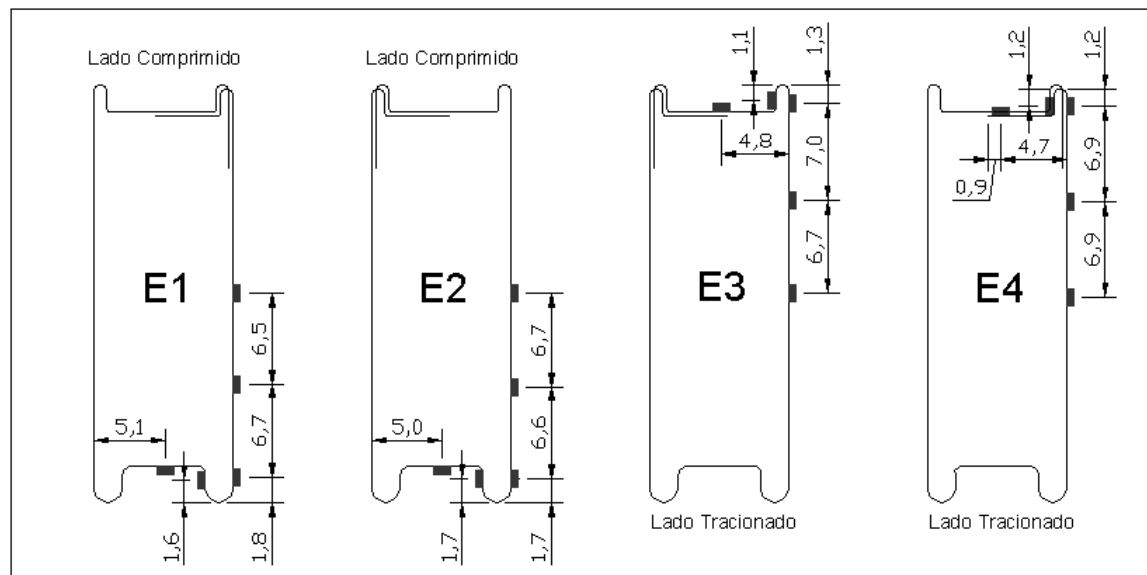 Lado Comprimido
Lado Comprimido
1,1
1,3
1,2
1,2
4,8
7,0
4,7
6,9
0,9
E1
E2
E3
E4
6,5
6,7
6,7
6,9
5,1
6,7
5,0
6,6
1,6
1,8
1,7
1,7
Lado Tracionado
Lado Tracionado